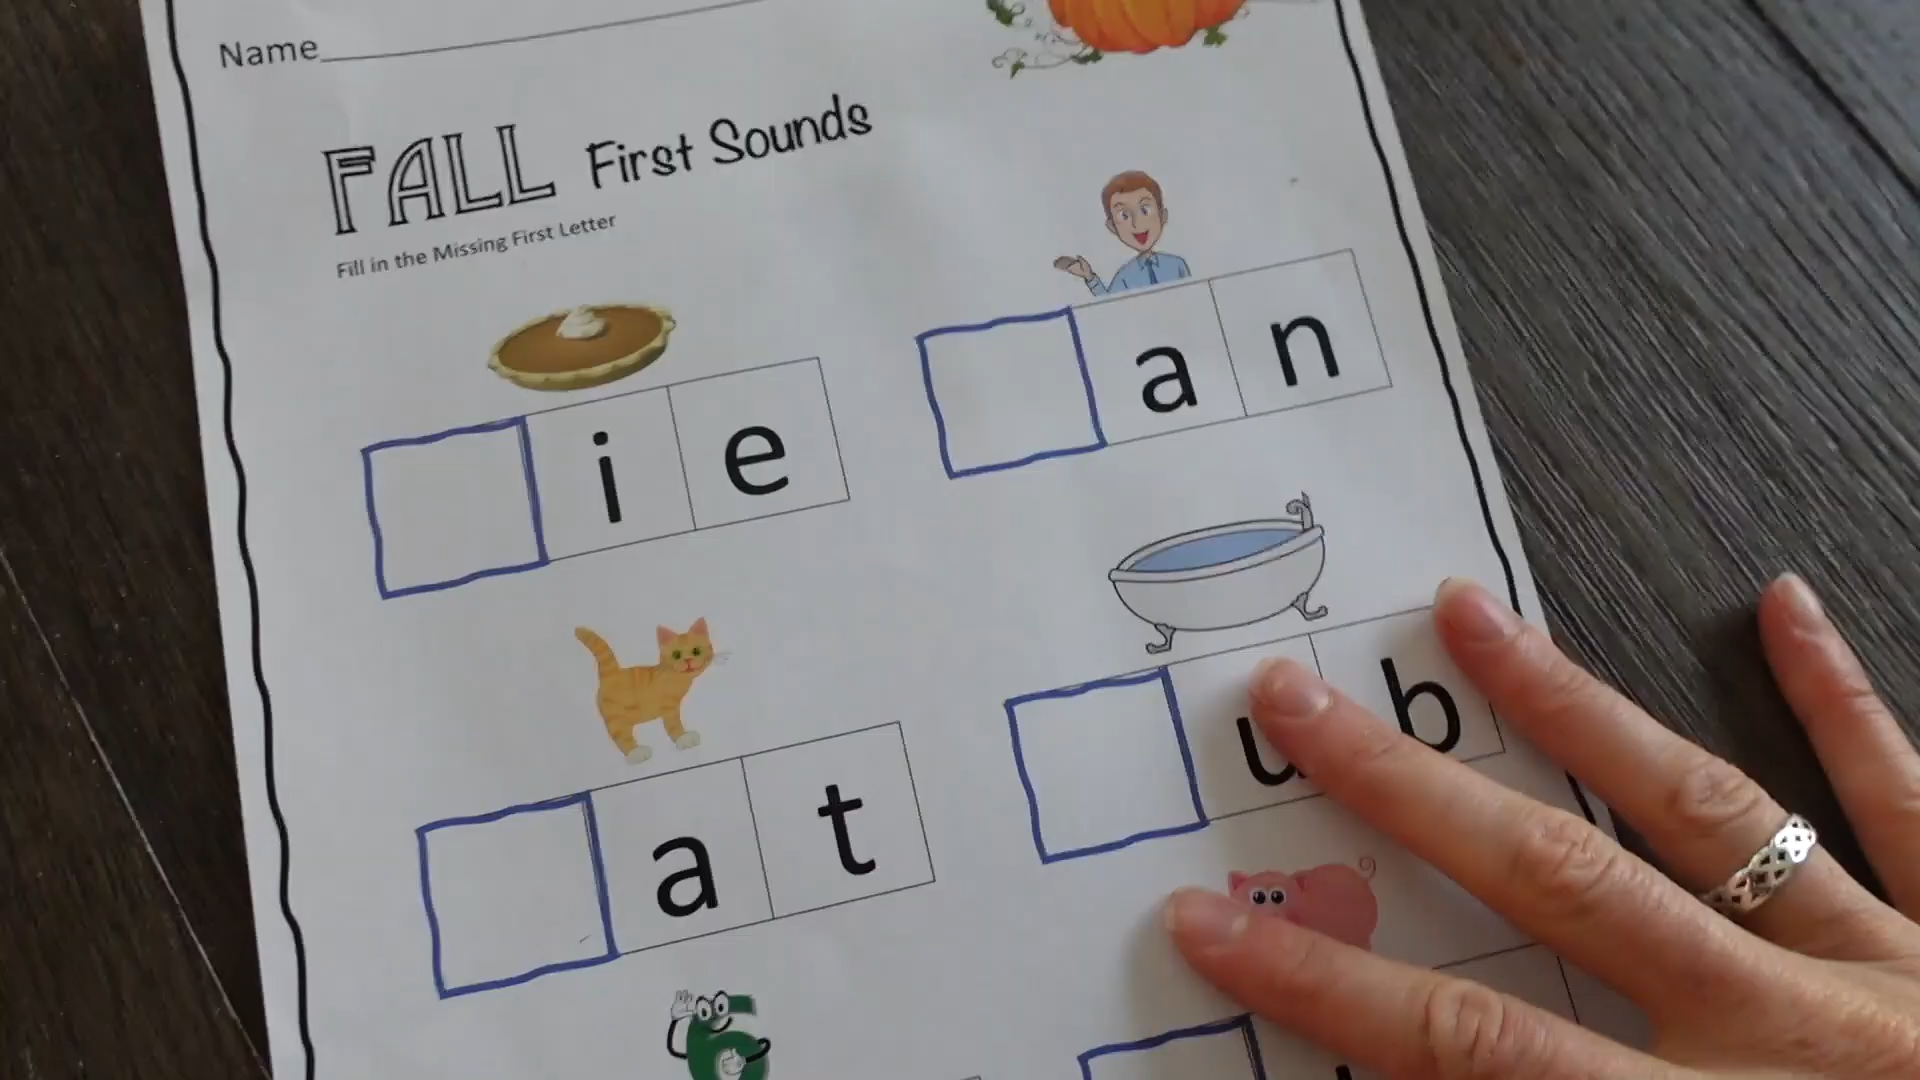 Name
FALL First Sounds
Fill in the Missing First Letter
a n
i e
u b
a t